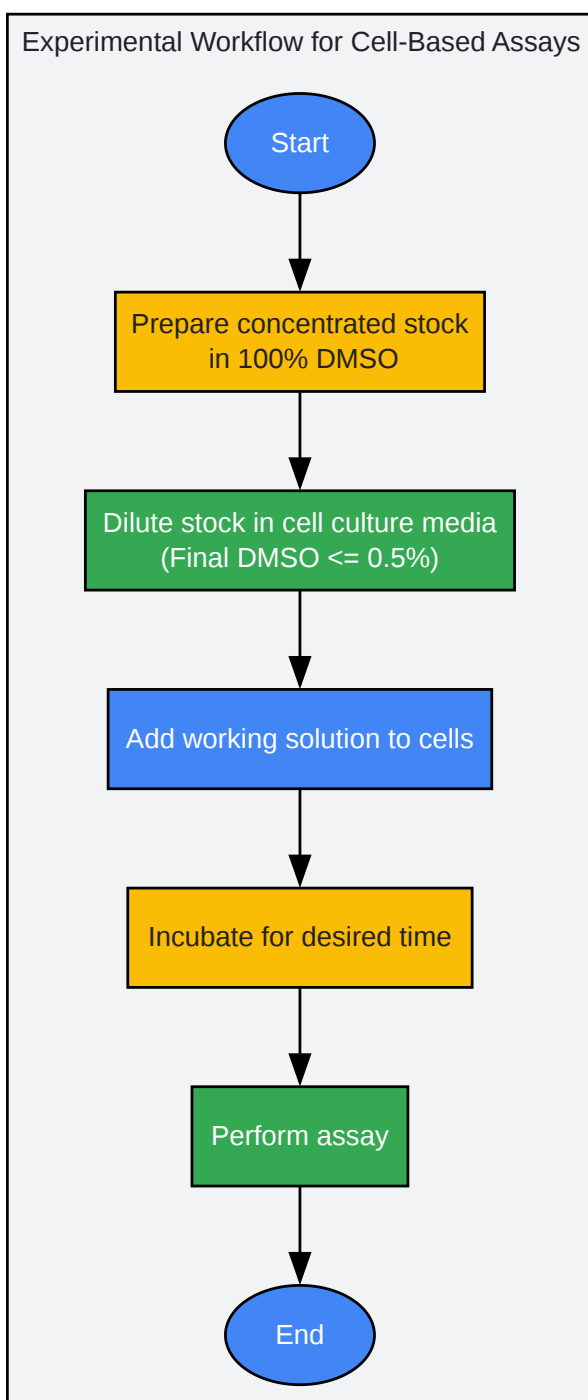 Experimental Workflow for Cell-Based Assays
Start
Prepare concentrated stock
in 100% DMSO
Dilute stock in cell culture media
(Final DMSO <= 0.5%)
Add working solution to cells
Incubate for desired time
Perform assay
End